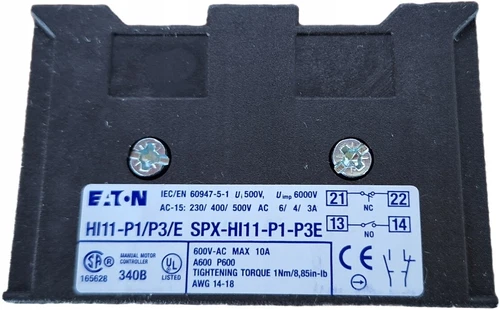 EATON IEC/EN 60947-5-1 Ui 500V, Uimp 6000V
AC-15: 230/ 400/ 500V AC 6/ 4/ 3A
HI11-P1/P3/E SPX-HI11-P1-P3E
21 22
NC
13 14
NO
SA
165628
MANUAL MOTOR
CONTROLLER
340B
UL
LISTED
600V-AC MAX 10A
A600 P600
TIGHTENING TORQUE 1Nm/8,85in-lb
AWG 14-18
CE